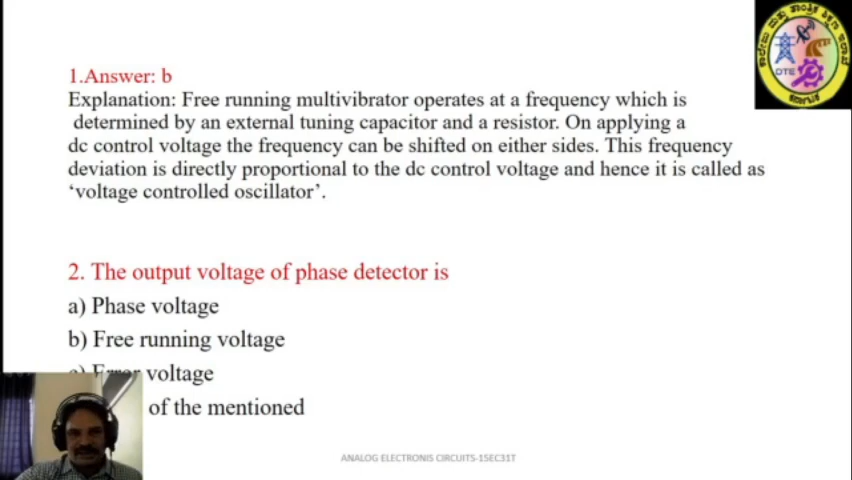 1.Answer: b
Explanation: Free running multivibrator operates at a frequency which is
determined by an external tuning capacitor and a resistor. On applying a
dc control voltage the frequency can be shifted on either sides. This frequency
deviation is directly proportional to the dc control voltage and hence it is called as
‘voltage controlled oscillator’.
2. The output voltage of phase detector is
a) Phase voltage
b) Free running voltage
c) Error voltage
of the mentioned
ANALOG ELECTRONIS CIRCUITS-15EC31T
OTE